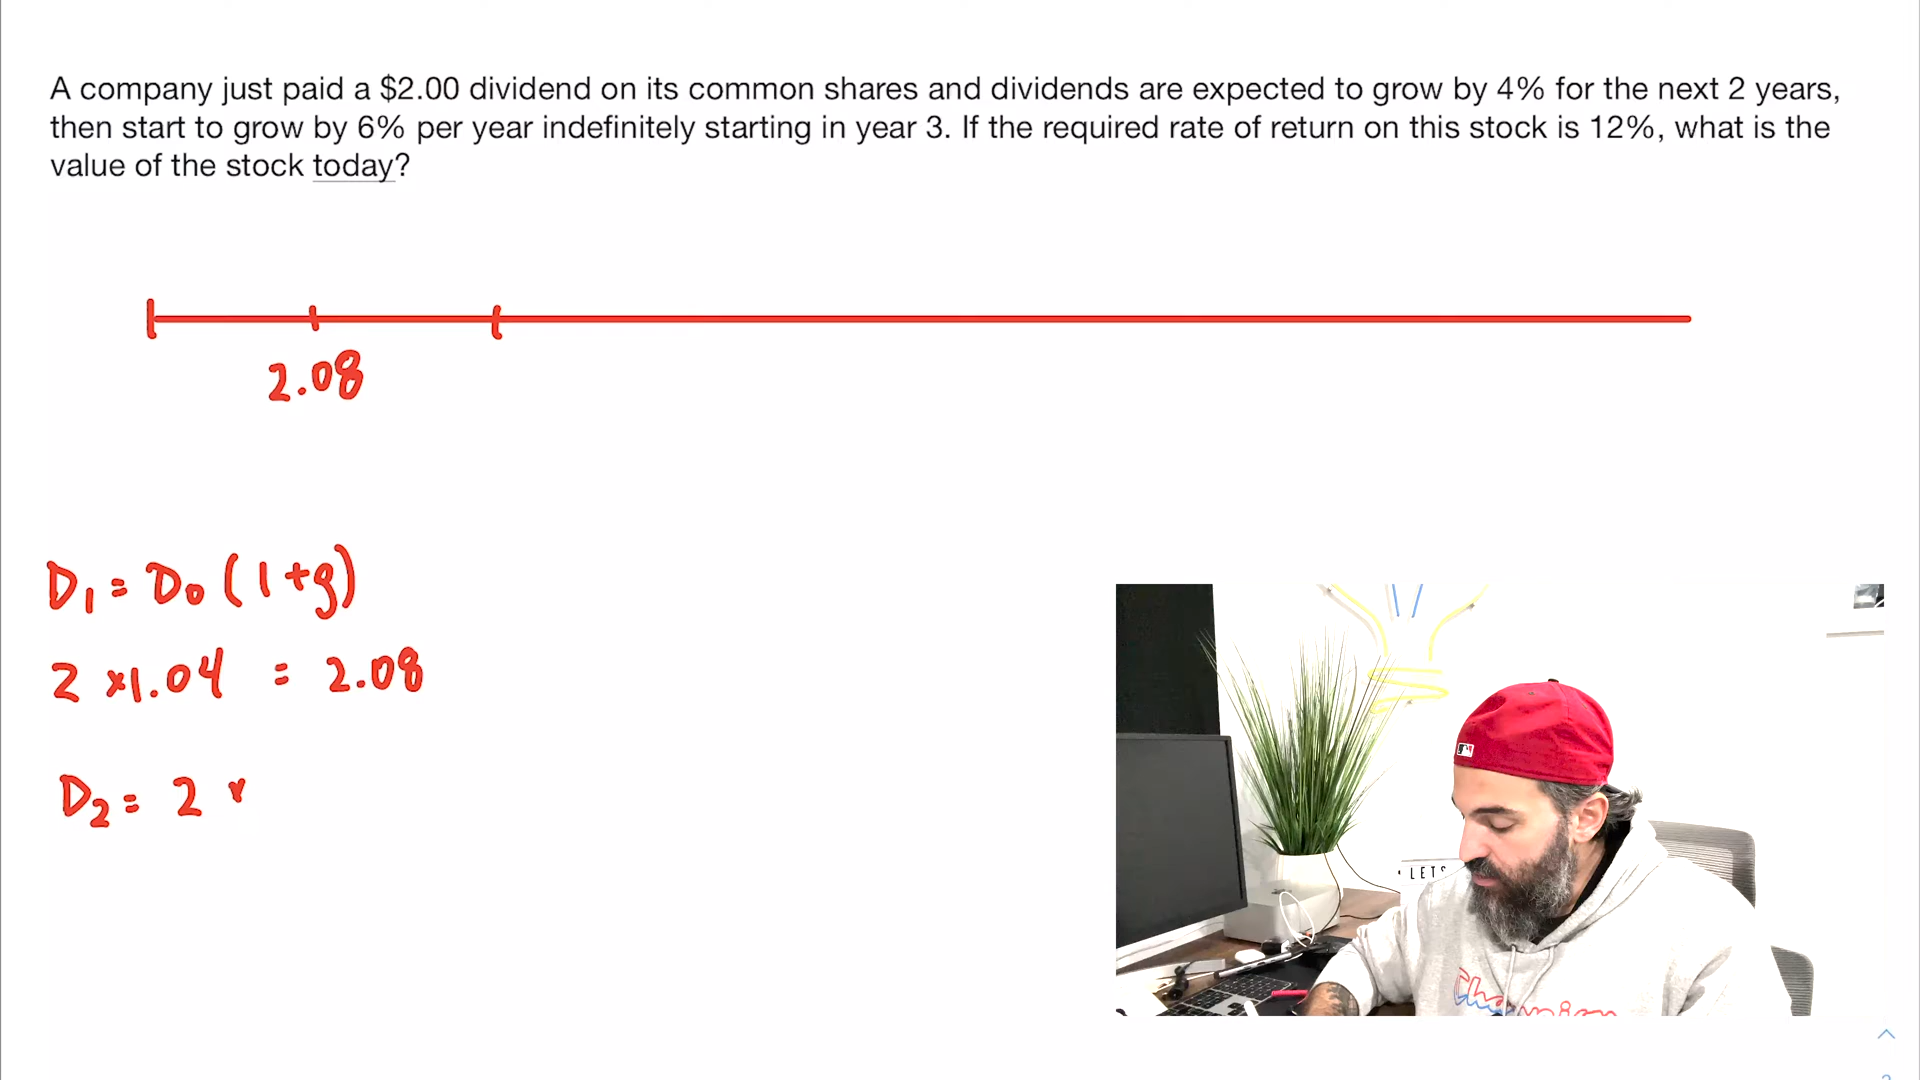 A company just paid a $2.00 dividend on its common shares and dividends are expected to grow by 4% for the next 2 years,
then start to grow by 6% per year indefinitely starting in year 3. If the required rate of return on this stock is 12%, what is the
value of the stock today?
2.08
D₁ = D₀ (1+g)
2 ×1.04 = 2.08
D₂ = 2 ×
LETS
Champion